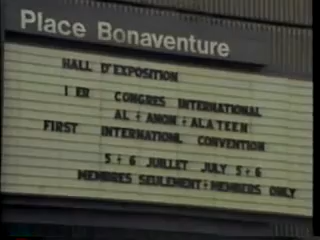 Place Bonaventure
HALL D'EXPOSITION
1 ER CONGRES INTERNATIONAL
AL + ANON + ALATEEN
FIRST INTERNATIONL CONVENTION
5 + 6 JUILLET JULY 5 + 6
MEMBRES SEULEMENT + MEMBERS ONLY